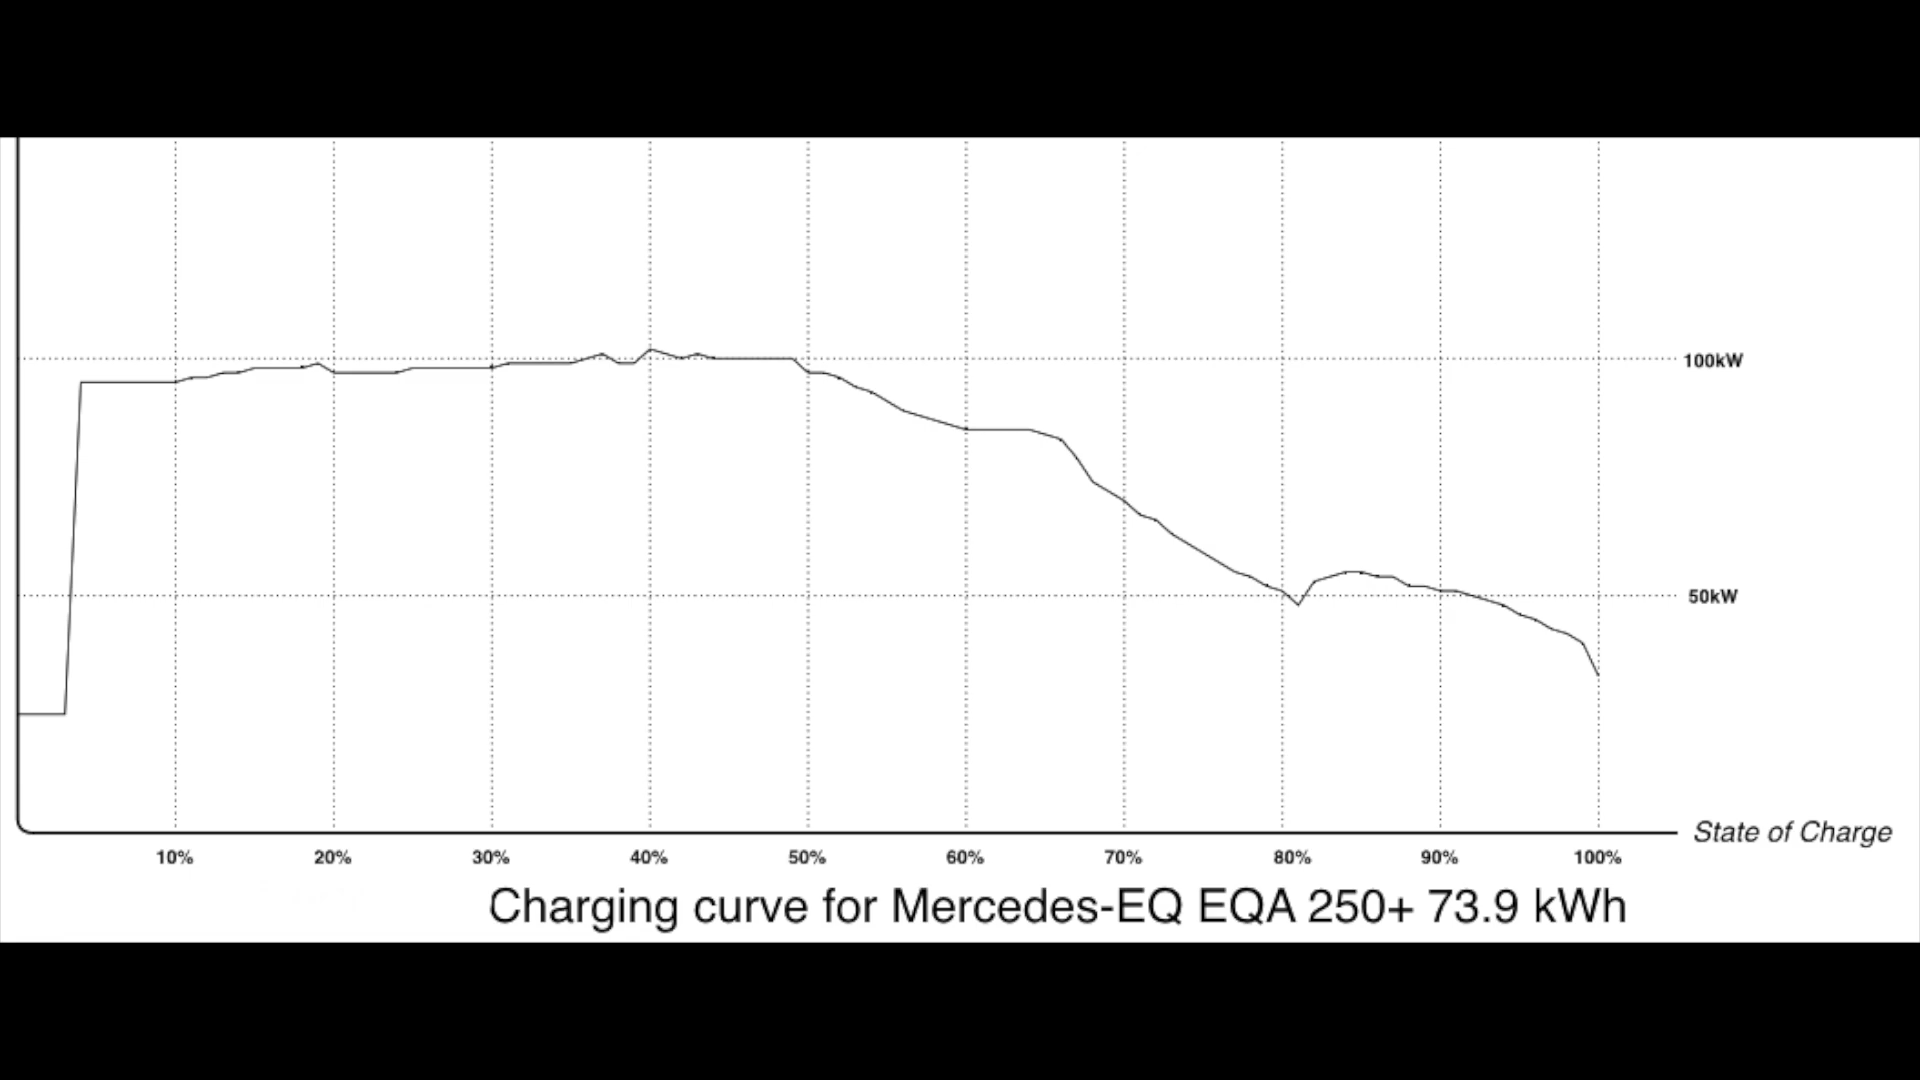 100kW
50kW
State of Charge
10% 20% 30% 40% 50% 60% 70% 80% 90% 100%
Charging curve for Mercedes-EQ EQA 250+ 73.9 kWh